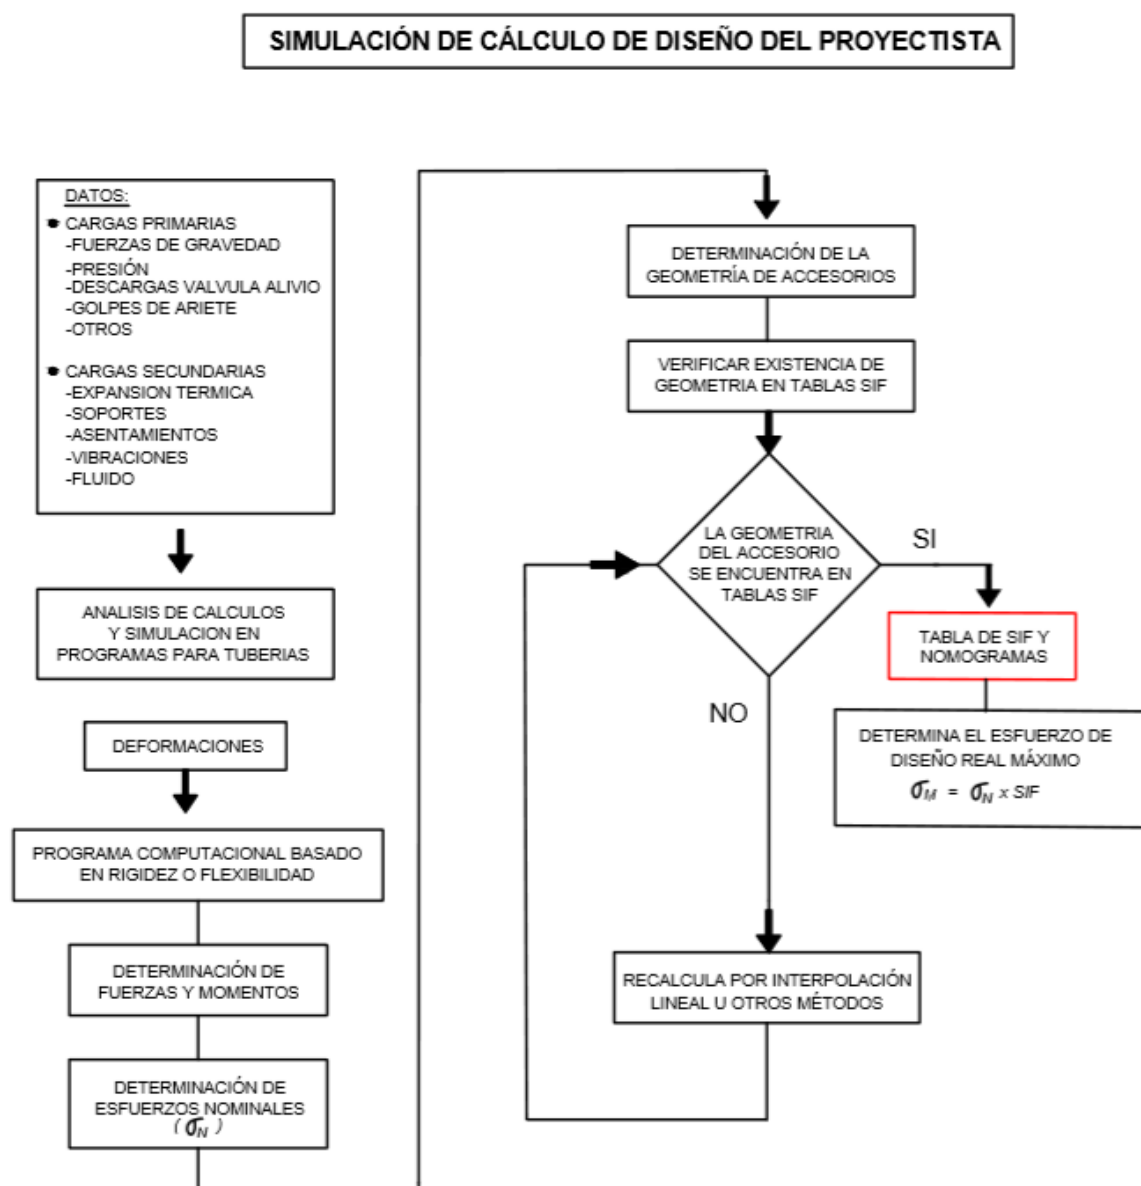 SIMULACIÓN DE CÁLCULO DE DISEÑO DEL PROYECTISTA
DATOS:
● CARGAS PRIMARIAS
-FUERZAS DE GRAVEDAD
-PRESIÓN
-DESCARGAS VALVULA ALIVIO
-GOLPES DE ARIETE
-OTROS
● CARGAS SECUNDARIAS
-EXPANSION TERMICA
-SOPORTES
-ASENTAMIENTOS
-VIBRACIONES
-FLUIDO
ANALISIS DE CALCULOS
Y SIMULACION EN
PROGRAMAS PARA TUBERIAS
DEFORMACIONES
PROGRAMA COMPUTACIONAL BASADO
EN RIGIDEZ O FLEXIBILIDAD
DETERMINACIÓN DE
FUERZAS Y MOMENTOS
DETERMINACIÓN DE
ESFUERZOS NOMINALES
( σN )
DETERMINACIÓN DE LA
GEOMETRÍA DE ACCESORIOS
VERIFICAR EXISTENCIA DE
GEOMETRIA EN TABLAS SIF
LA GEOMETRIA
DEL ACCESORIO
SE ENCUENTRA EN
TABLAS SIF
SI
TABLA DE SIF Y
NOMOGRAMAS
DETERMINA EL ESFUERZO DE
DISEÑO REAL MÁXIMO
σM = σN x SIF
NO
RECALCULA POR INTERPOLACIÓN
LINEAL U OTROS MÉTODOS